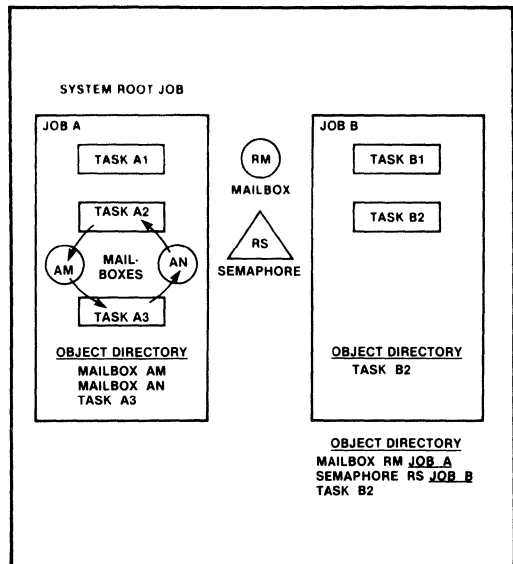 SYSTEM ROOT JOB
JOB A
TASK A1
TASK A2
AM
MAIL-
BOXES
AN
TASK A3
OBJECT DIRECTORY
MAILBOX AM
MAILBOX AN
TASK A3
RM
MAILBOX
RS
SEMAPHORE
JOB B
TASK B1
TASK B2
OBJECT DIRECTORY
TASK B2
OBJECT DIRECTORY
MAILBOX RM JOB A
SEMAPHORE RS JOB B
TASK B2